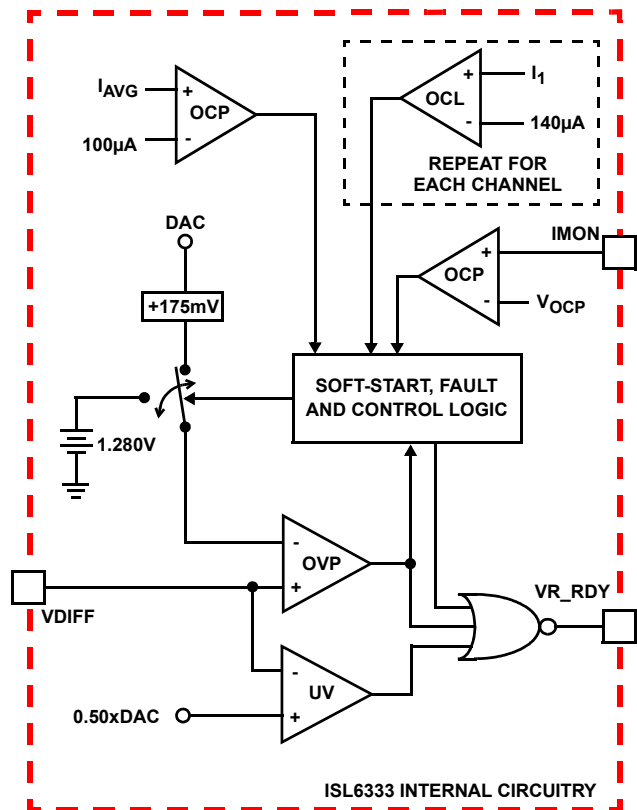 I_AVG
+
OCP
100µA
-
+
I₁
OCL
-
140µA
REPEAT FOR
EACH CHANNEL
DAC
IMON
+
OCP
-
V_OCP
+175mV
SOFT-START, FAULT
AND CONTROL LOGIC
1.280V
-
OVP
+
VDIFF
VR_RDY
-
UV
0.50xDAC
+
ISL6333 INTERNAL CIRCUITRY